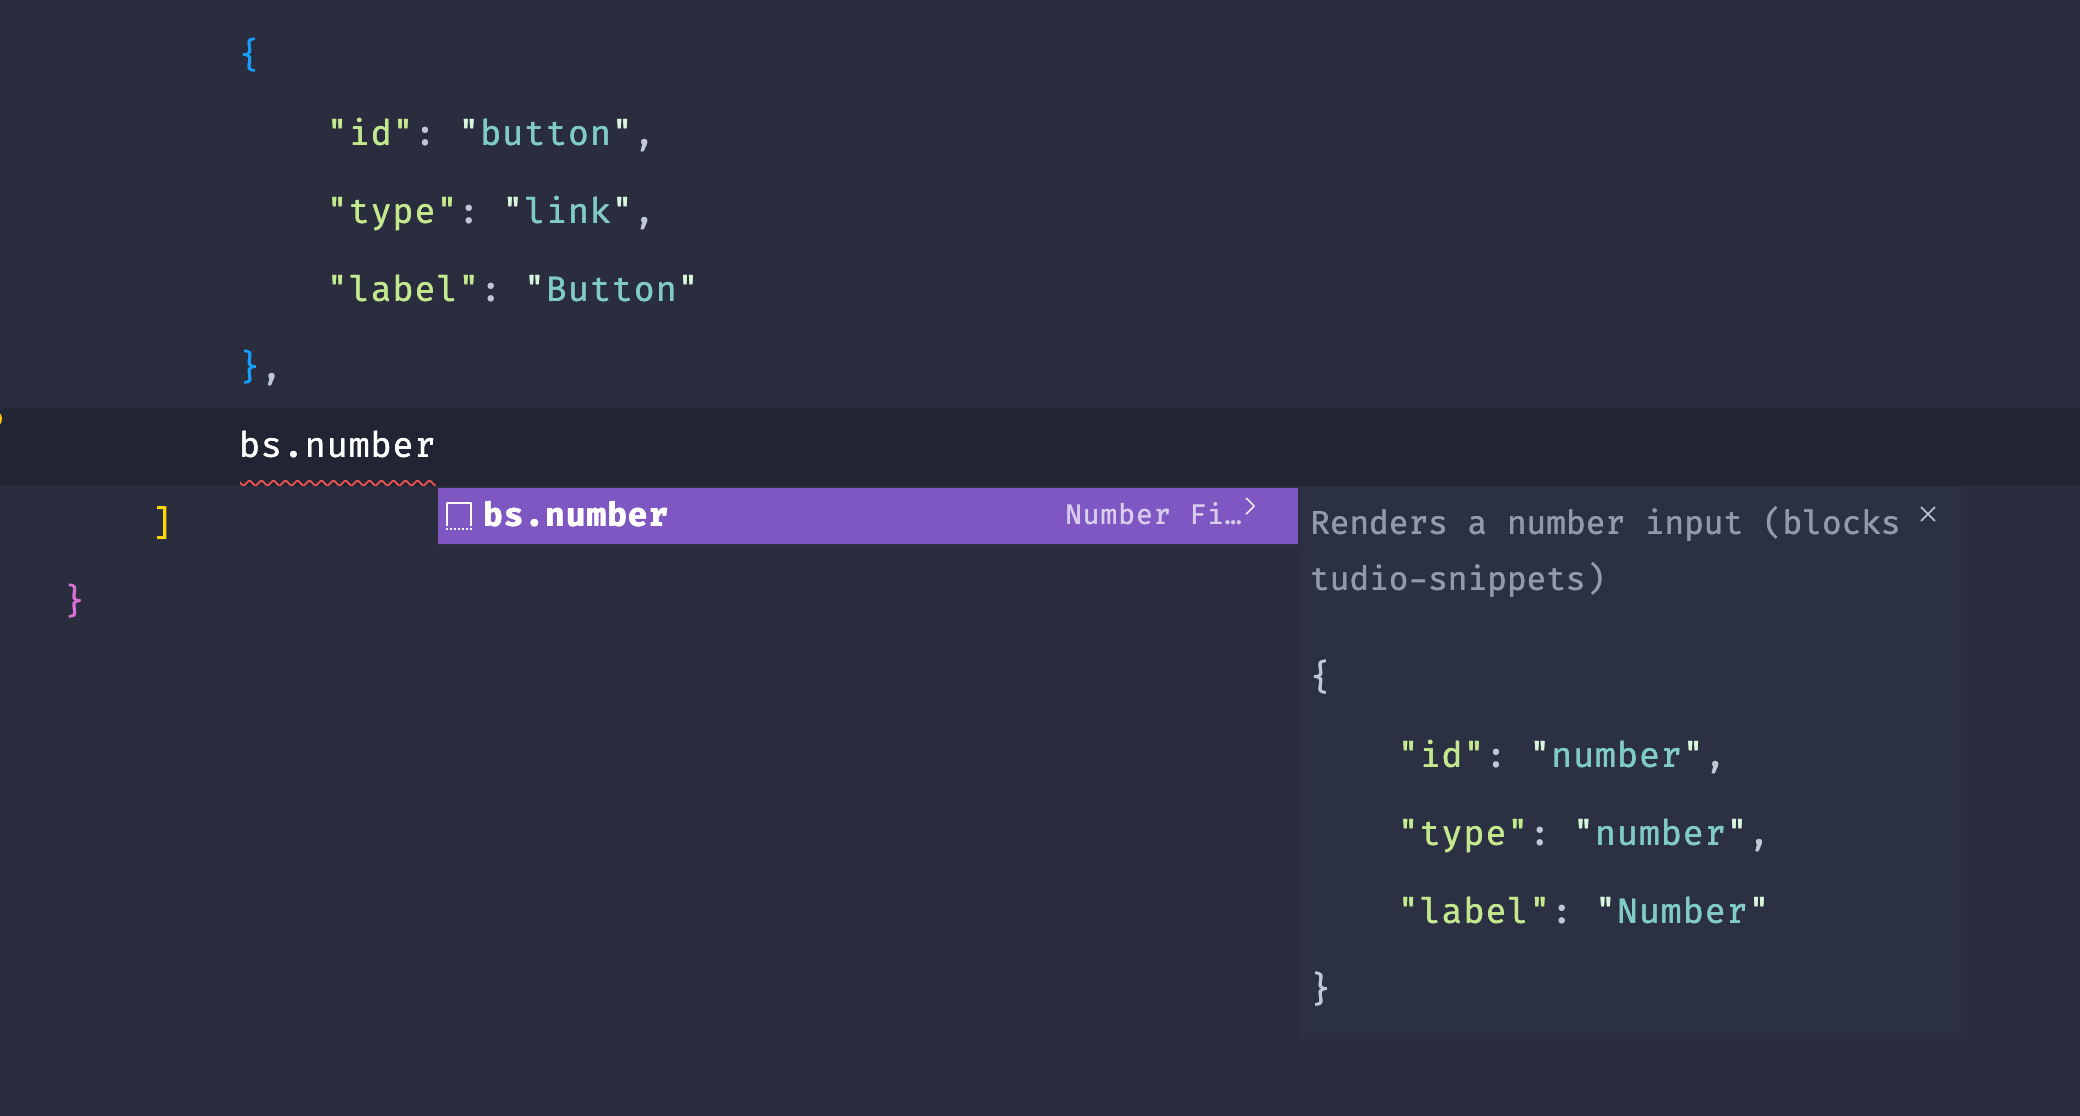 {
"id": "button",
"type": "link",
"label": "Button"
},
bs.number
bs.number Number Fi…
]
}
Renders a number input (blocks
tudio-snippets)
{
"id": "number",
"type": "number",
"label": "Number"
}